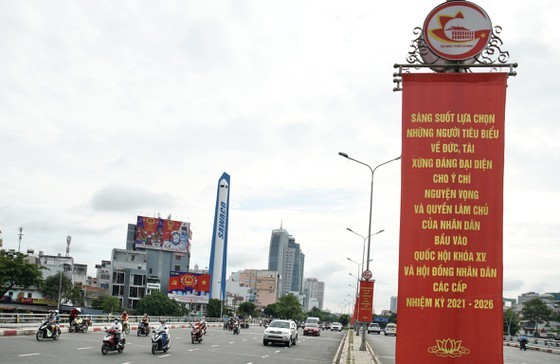 SÁNG SUỐT LỰA CHỌN
NHỮNG NGƯỜI TIÊU BIỂU
VỀ ĐỨC, TÀI
XỨNG ĐÁNG ĐẠI DIỆN
CHO Ý CHÍ
NGUYỆN VỌNG
VÀ QUYỀN LÀM CHỦ
CỦA NHÂN DÂN
BẦU VÀO
QUỐC HỘI KHÓA XV
VÀ HỘI ĐỒNG NHÂN DÂN
CÁC CẤP
NHIỆM KỲ 2021 - 2026
SAWACO